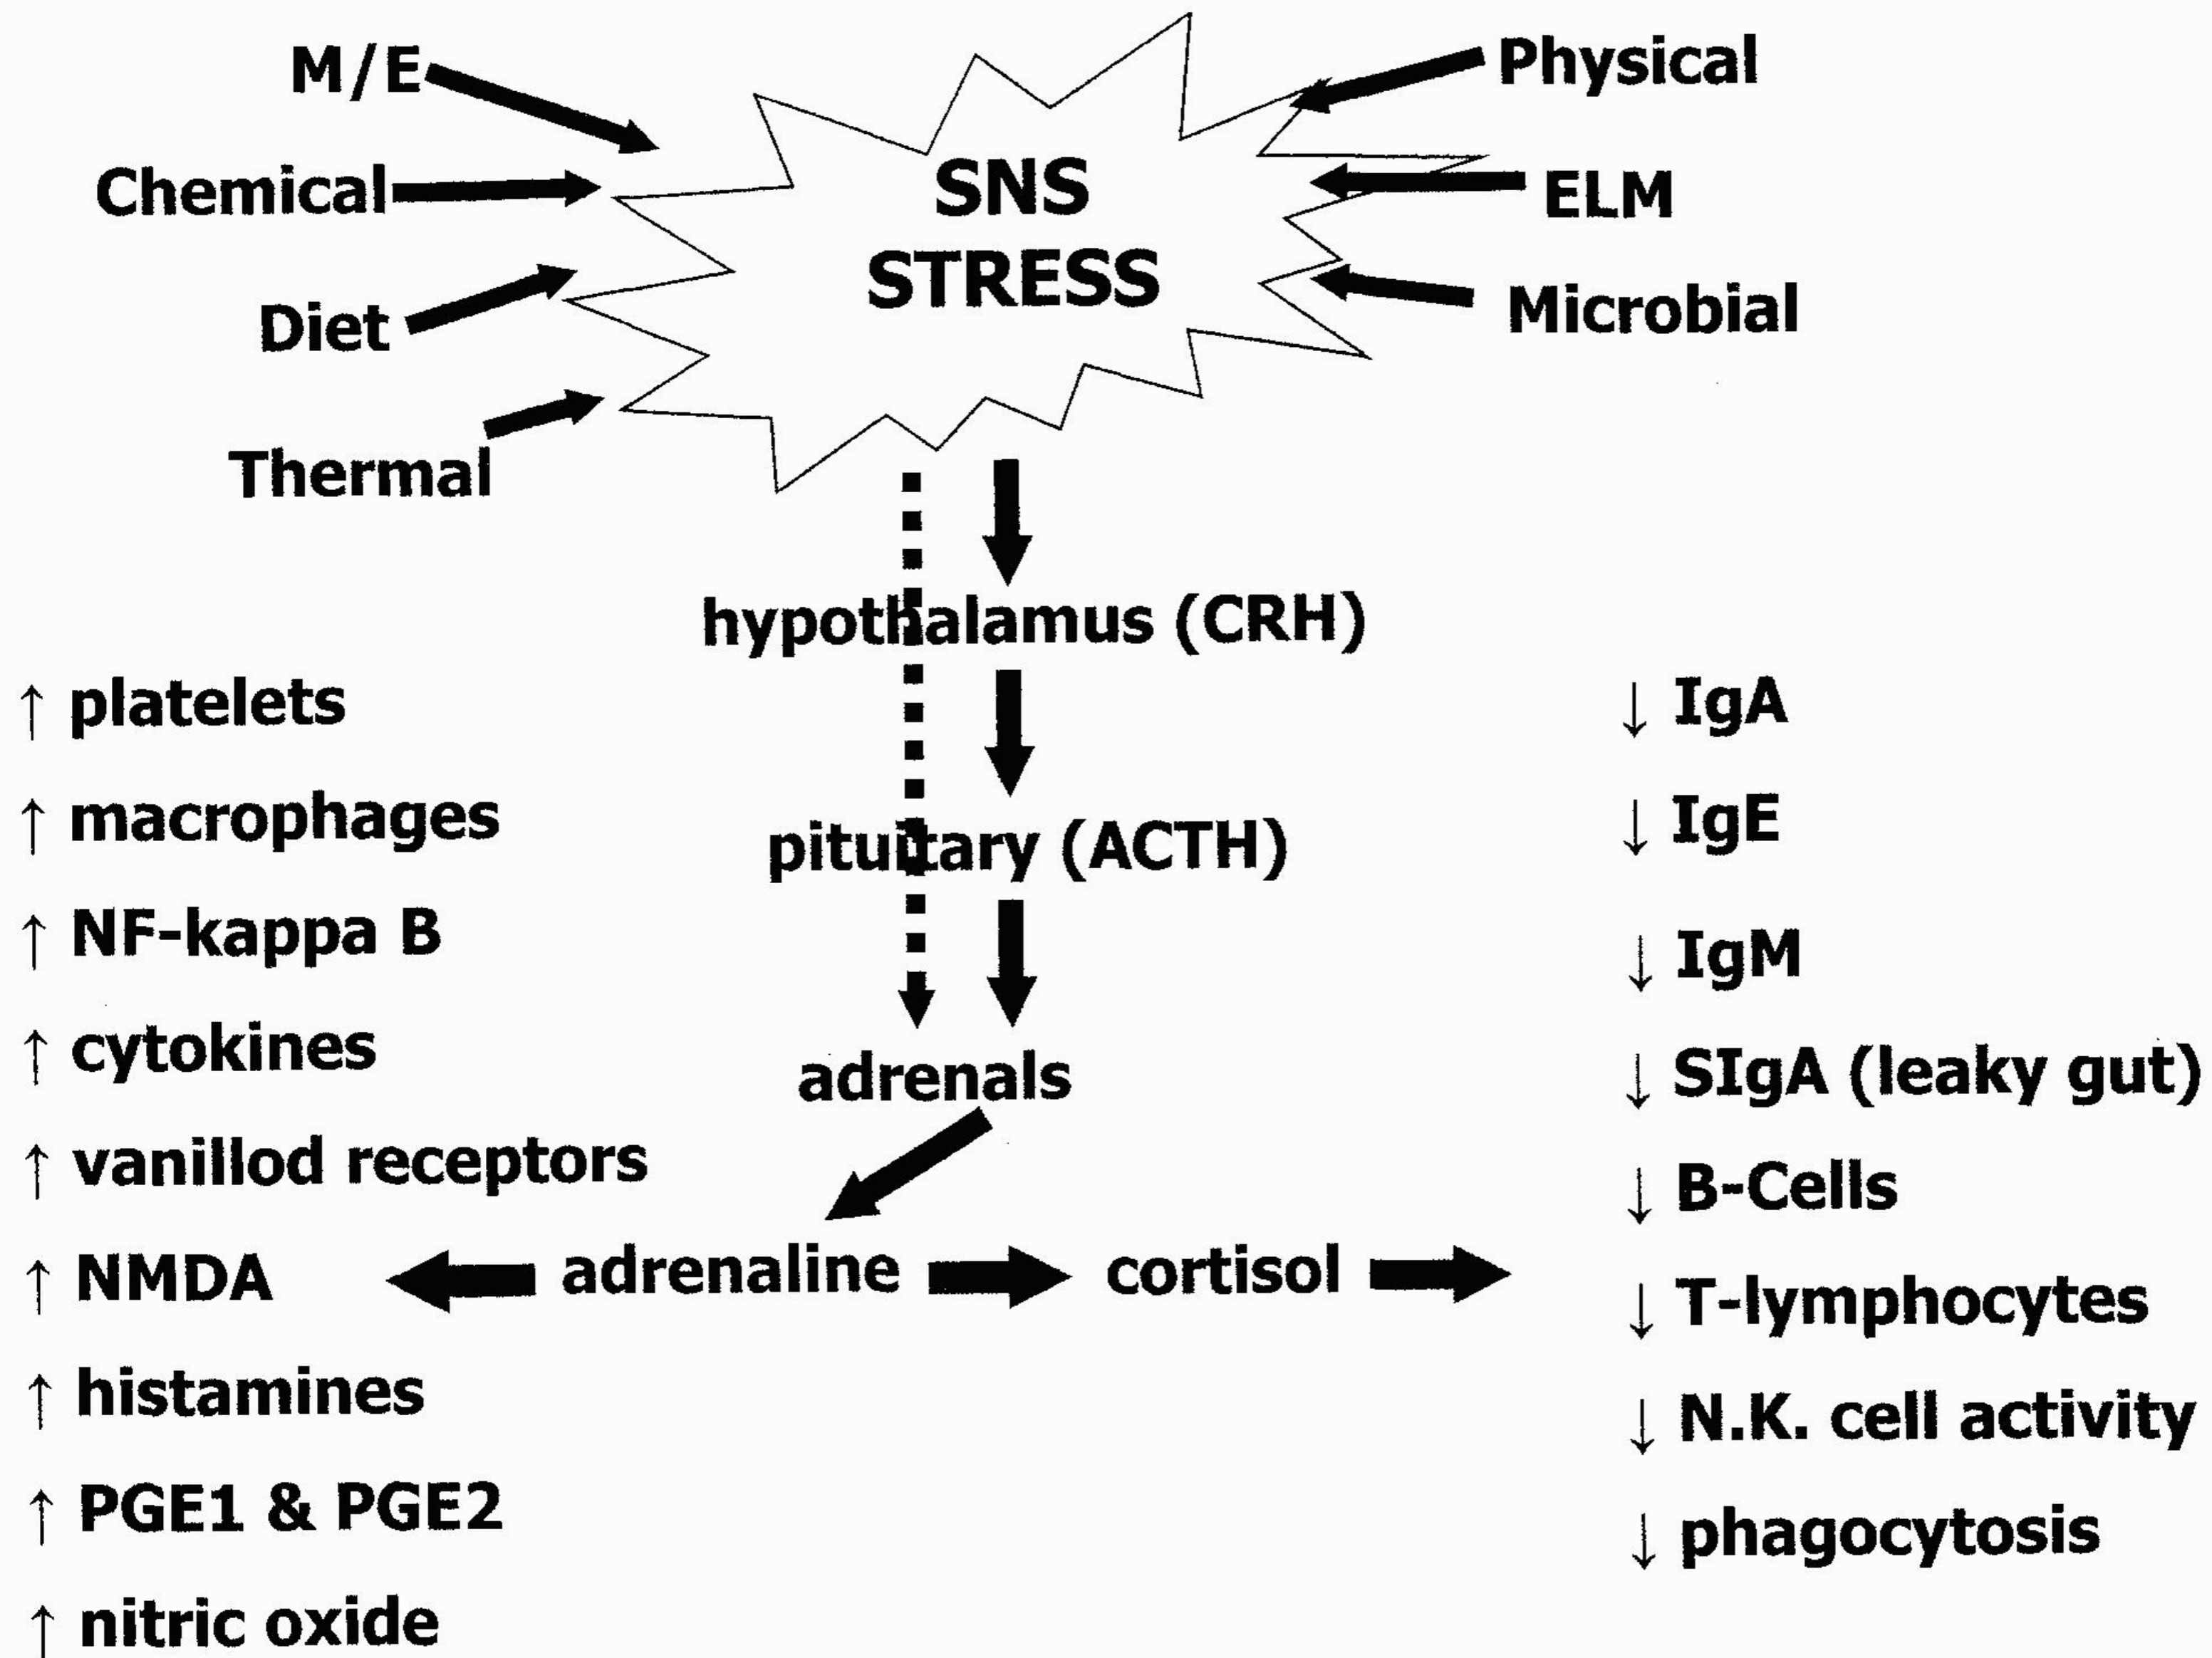 M/E
Physical
Chemical
SNS
STRESS
ELM
Diet
Microbial
Thermal
hypothalamus (CRH)
↑ platelets
↓ IgA
↑ macrophages
pituitary (ACTH)
↓ IgE
↑ NF-kappa B
↓ IgM
↑ cytokines
adrenals
↓ SIgA (leaky gut)
↑ vanillod receptors
↓ B-Cells
↑ NMDA
adrenaline
cortisol
↓ T-lymphocytes
↑ histamines
↓ N.K. cell activity
↑ PGE1 & PGE2
↓ phagocytosis
↑ nitric oxide